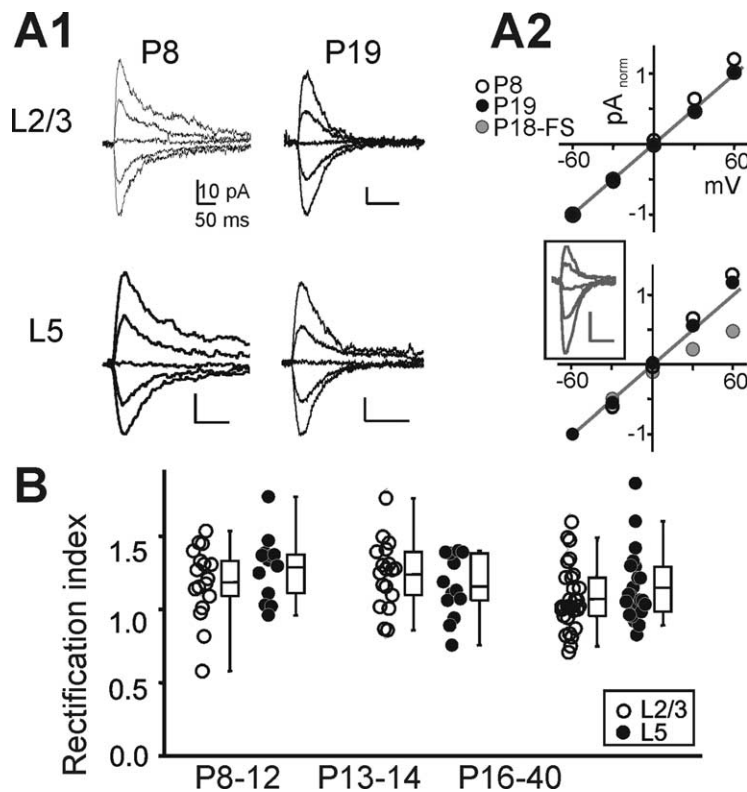 A1
P8
P19
L2/3
10 pA
50 ms
L5
A2
P8
P19
P18-FS
pA norm
1
-60
60
mV
-1
1
-60
60
-1
B
Rectification index
1.5
1.0
0.5
0.0
P8-12
P13-14
P16-40
L2/3
L5